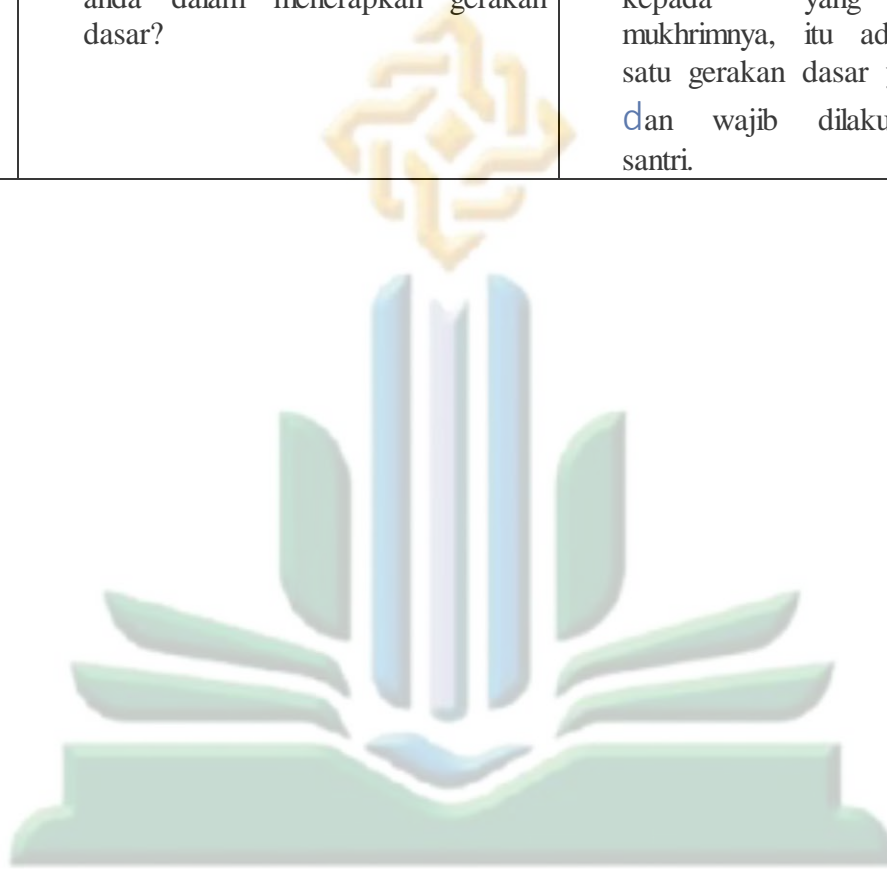 anda dalam menerapkan gerakan
dasar?
kepada yang
mukhrimnya, itu ad
satu gerakan dasar
dan wajib dilaku
santri.